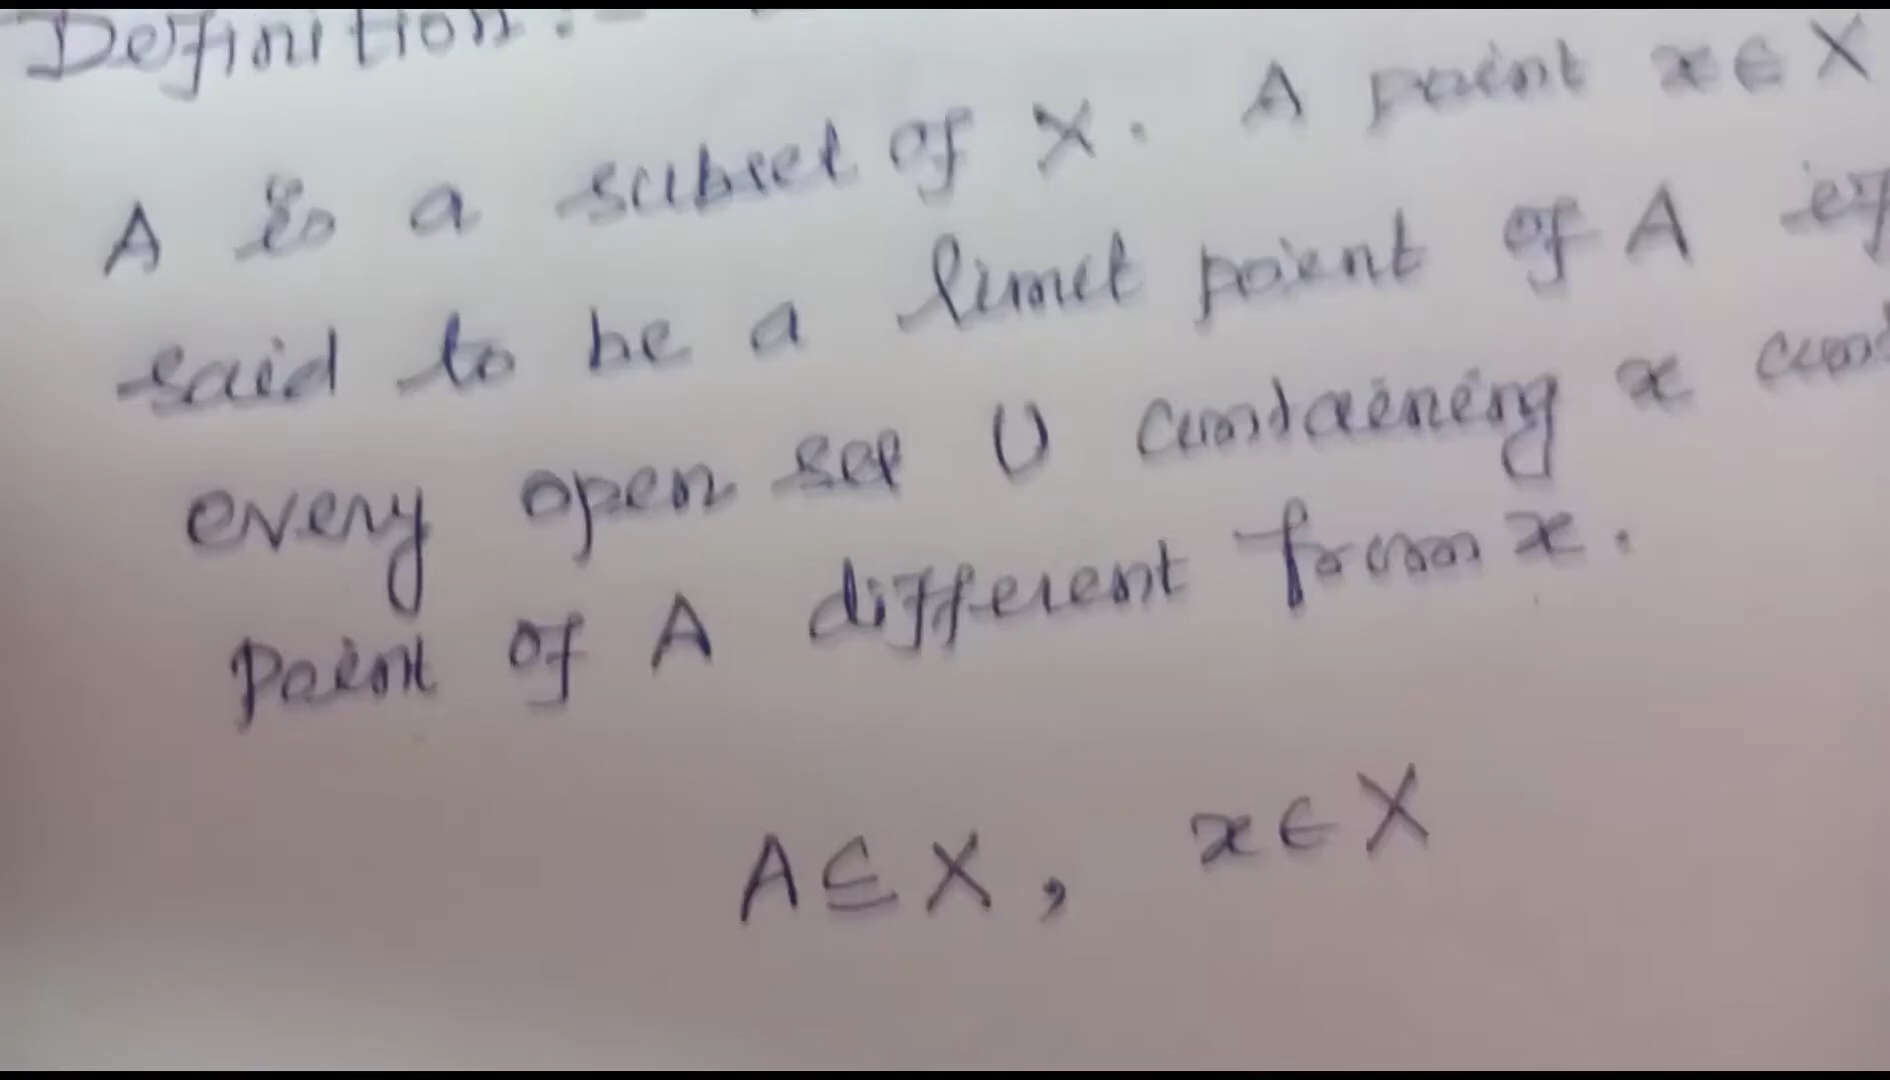 Definition :-
A is a subset of X. A point x ∈ X
said to be a limit point of A if
every open set U containing x
point of A different from x.
A ⊆ X, x ∈ X